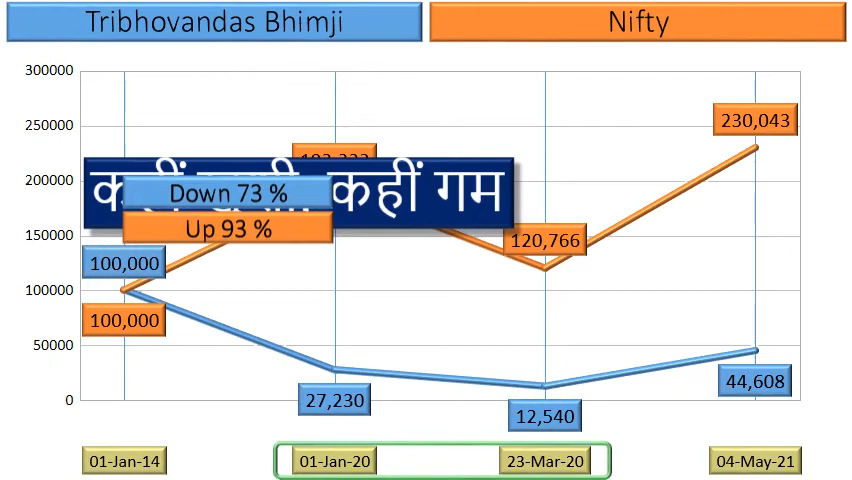 Tribhovandas Bhimji
Nifty
300000
250000
200000
150000
100000
50000
0
230,043
कहीं गम
Down 73 %
Up 93 %
120,766
100,000
100,000
27,230
12,540
44,608
01-Jan-14
01-Jan-20
23-Mar-20
04-May-21